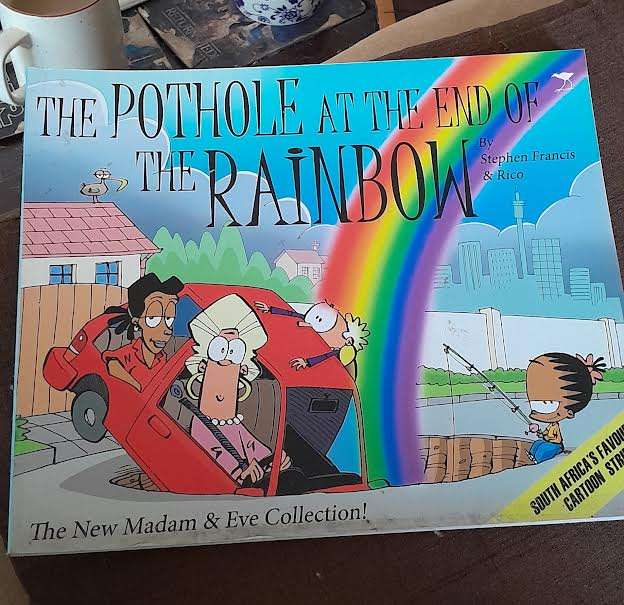 THE POTHOLE AT THE END OF
THE RAINBOW
By
Stephen Francis
& Rico
SOUTH AFRICA'S FAVOU
CARTOON STRI
The New Madam & Eve Collection!